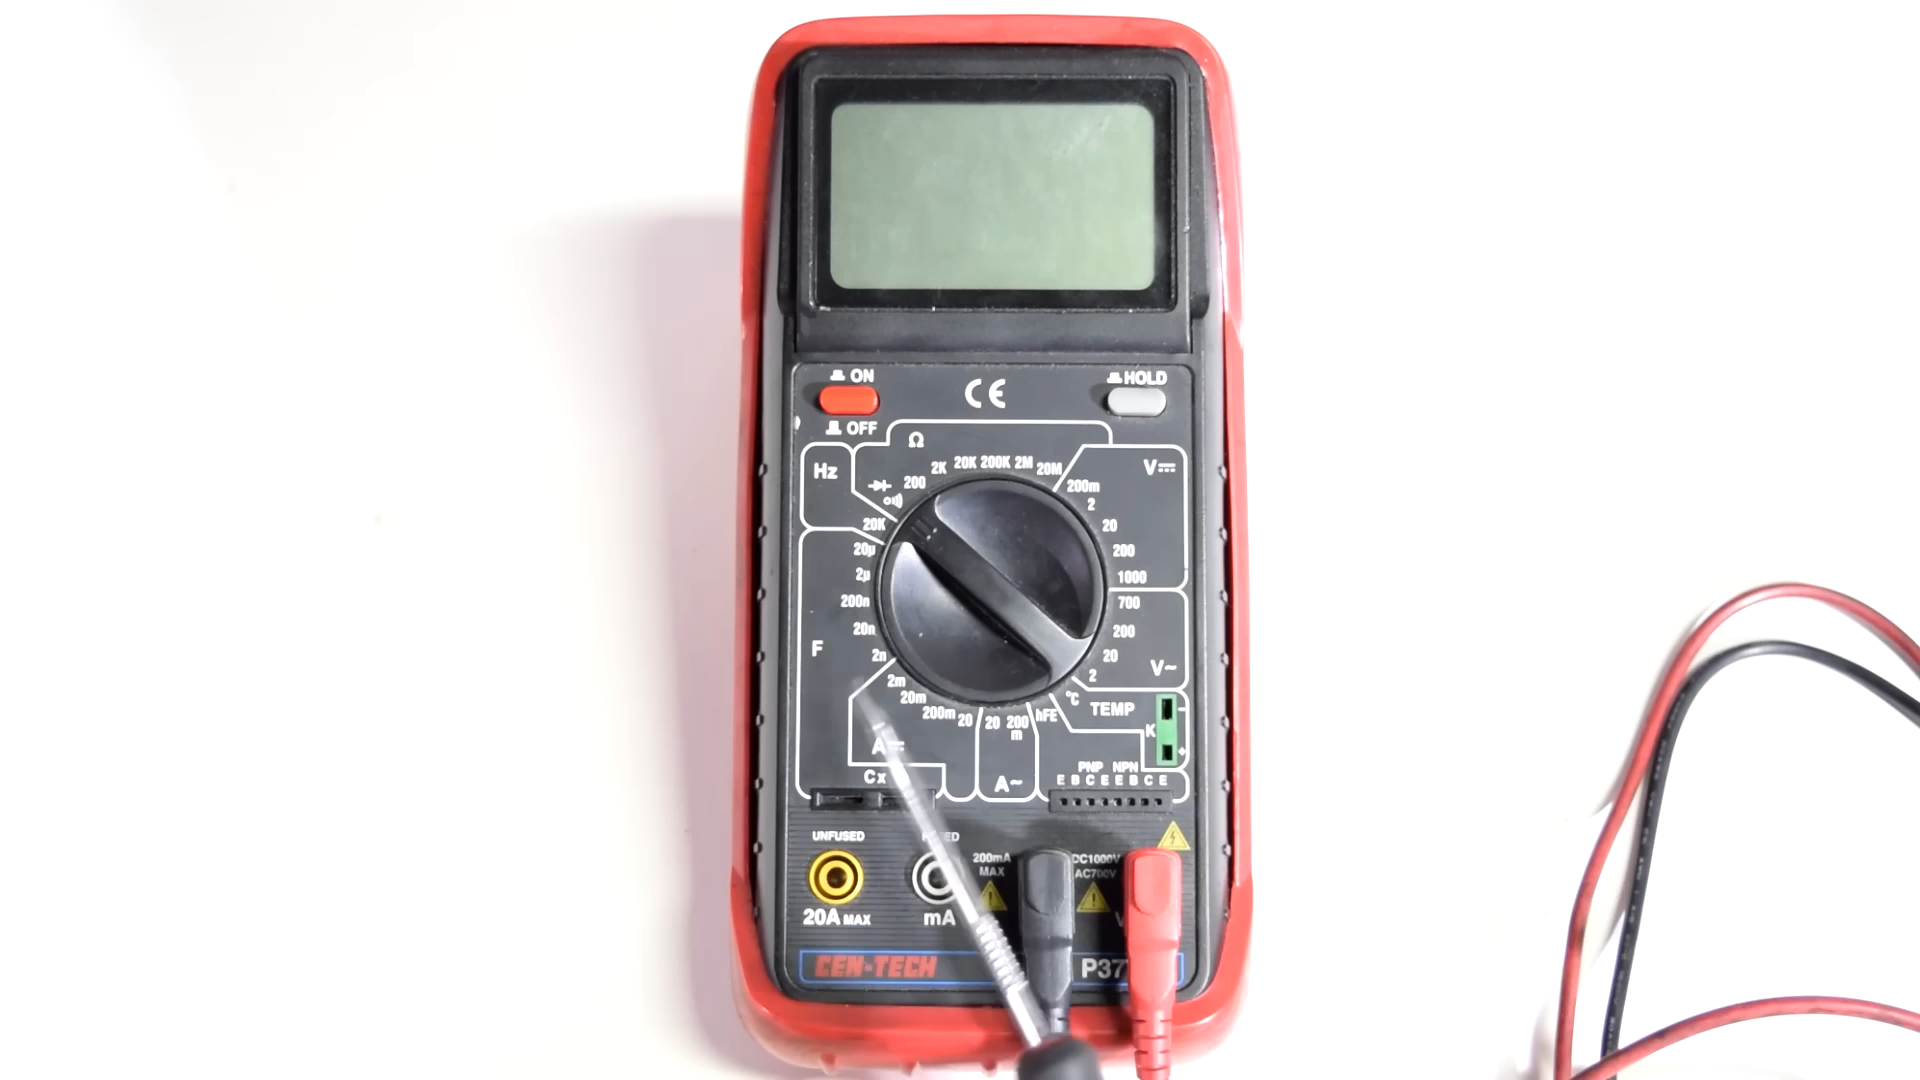 ON
HOLD
CE
OFF
Ω
Hz
2K 20K 200K 2M 20M
V
200
200m
2
20K
20
20µ
200
2µ
1000
200n
700
20n
200
F
2n
20
V~
2m
2
20m
°C
TEMP
200m
20
20
200
m
hFE
K
A
A~
Cx
PNP NPN
E B C E E B C E
UNFUSED
200mA
MAX
DC1000V
AC700V
20A MAX
mA
CEN-TECH
P37